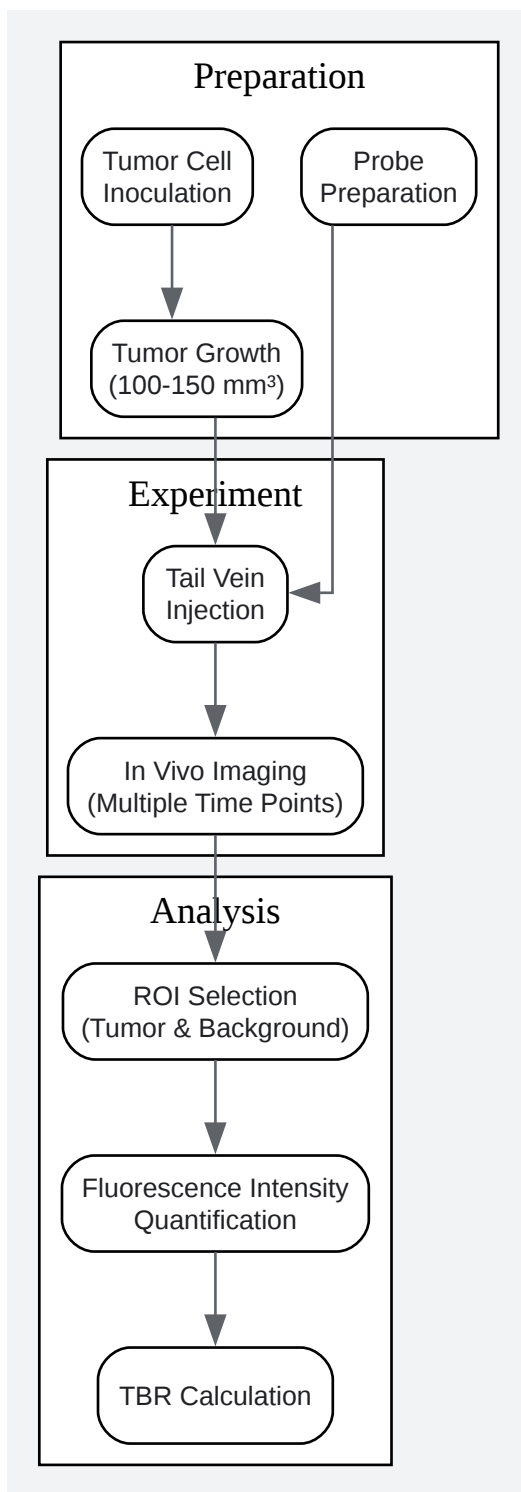 Preparation
Tumor Cell
Inoculation
Probe
Preparation
Tumor Growth
(100-150 mm³)
Experiment
Tail Vein
Injection
In Vivo Imaging
(Multiple Time Points)
Analysis
ROI Selection
(Tumor & Background)
Fluorescence Intensity
Quantification
TBR Calculation